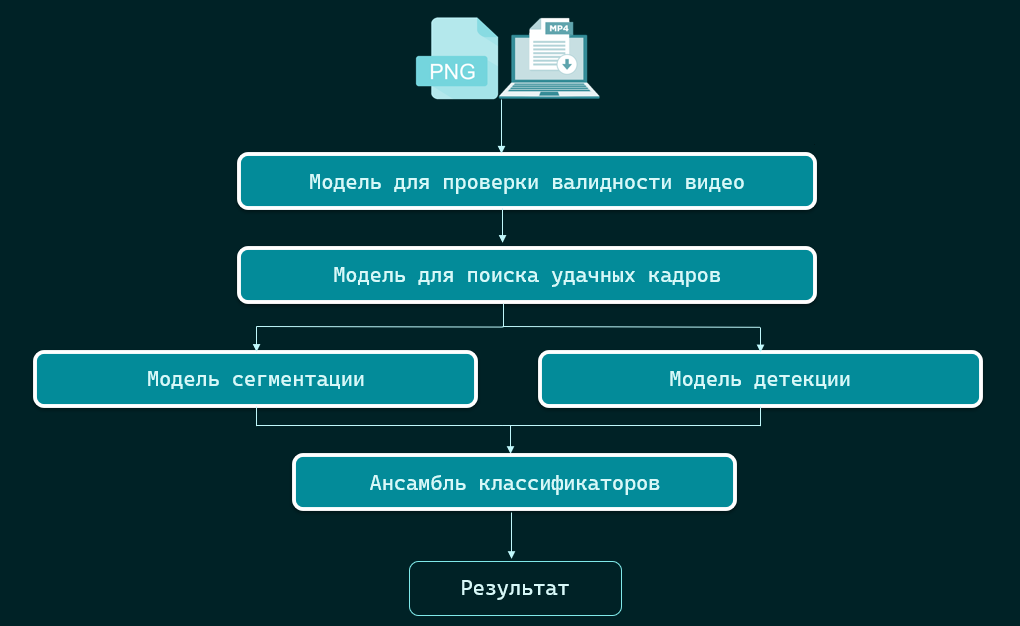 PNG
MP4
Модель для проверки валидности видео
Модель для поиска удачных кадров
Модель сегментации
Модель детекции
Ансамбль классификаторов
Результат